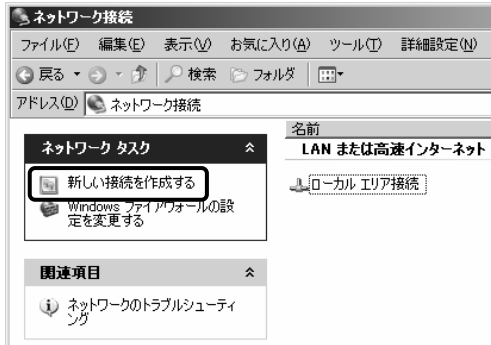 ネットワーク接続
ファイル(F) 編集(E) 表示(V) お気に入り(A) ツール(T) 詳細設定(N)
戻る 検索 フォルダ
アドレス(D) ネットワーク接続
名前
ネットワーク タスク
LAN または高速インターネット
新しい接続を作成する
ローカル エリア接続
Windows ファイアウォールの設
定を変更する
関連項目
ネットワークのトラブルシューティ
ング